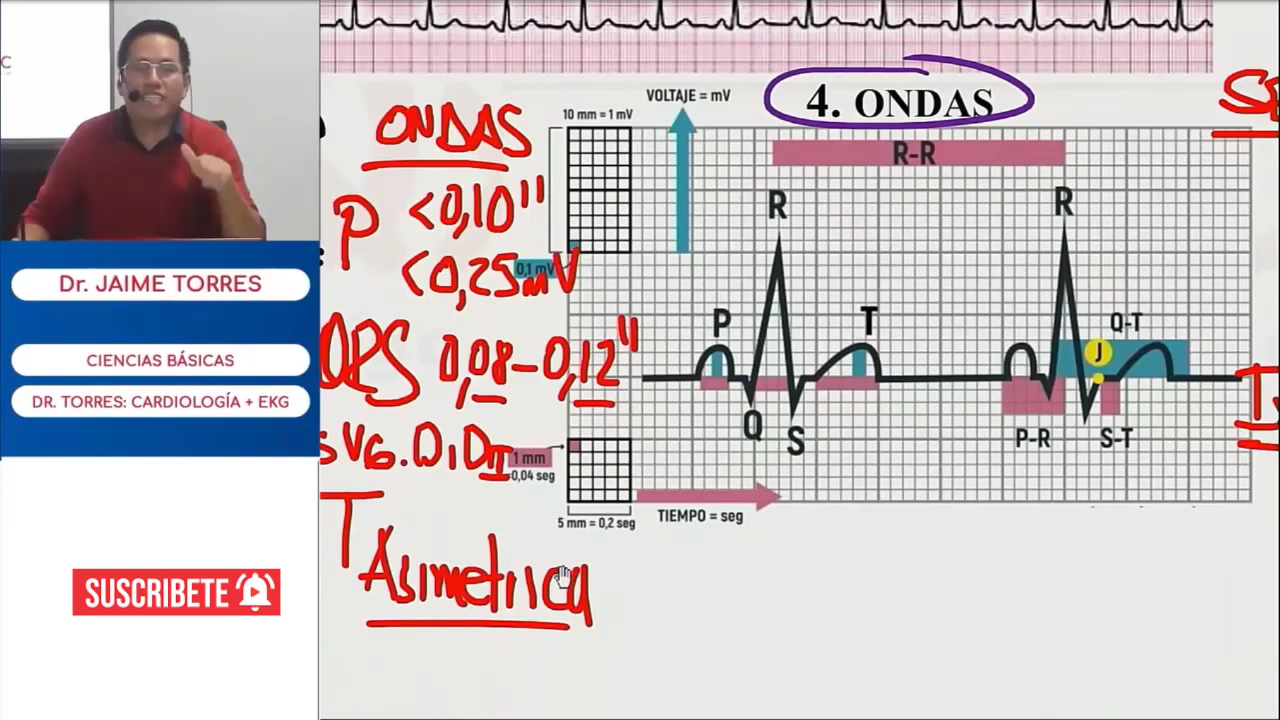 C
Dr. JAIME TORRES
CIENCIAS BÁSICAS
DR. TORRES: CARDIOLOGÍA + EKG
SUSCRIBETE
4. ONDAS
ONDAS
P <0,10"
<0,25mV
QRS 0,08-0,12"
T
Asimetrica
VOLTAJE = mV
10 mm = 1 mV
0,1 mV
R-R
R
R
P
T
Q
S
Q-T
J
P-R
S-T
1 mm
0,04 seg
5 mm = 0,2 seg
TIEMPO = seg